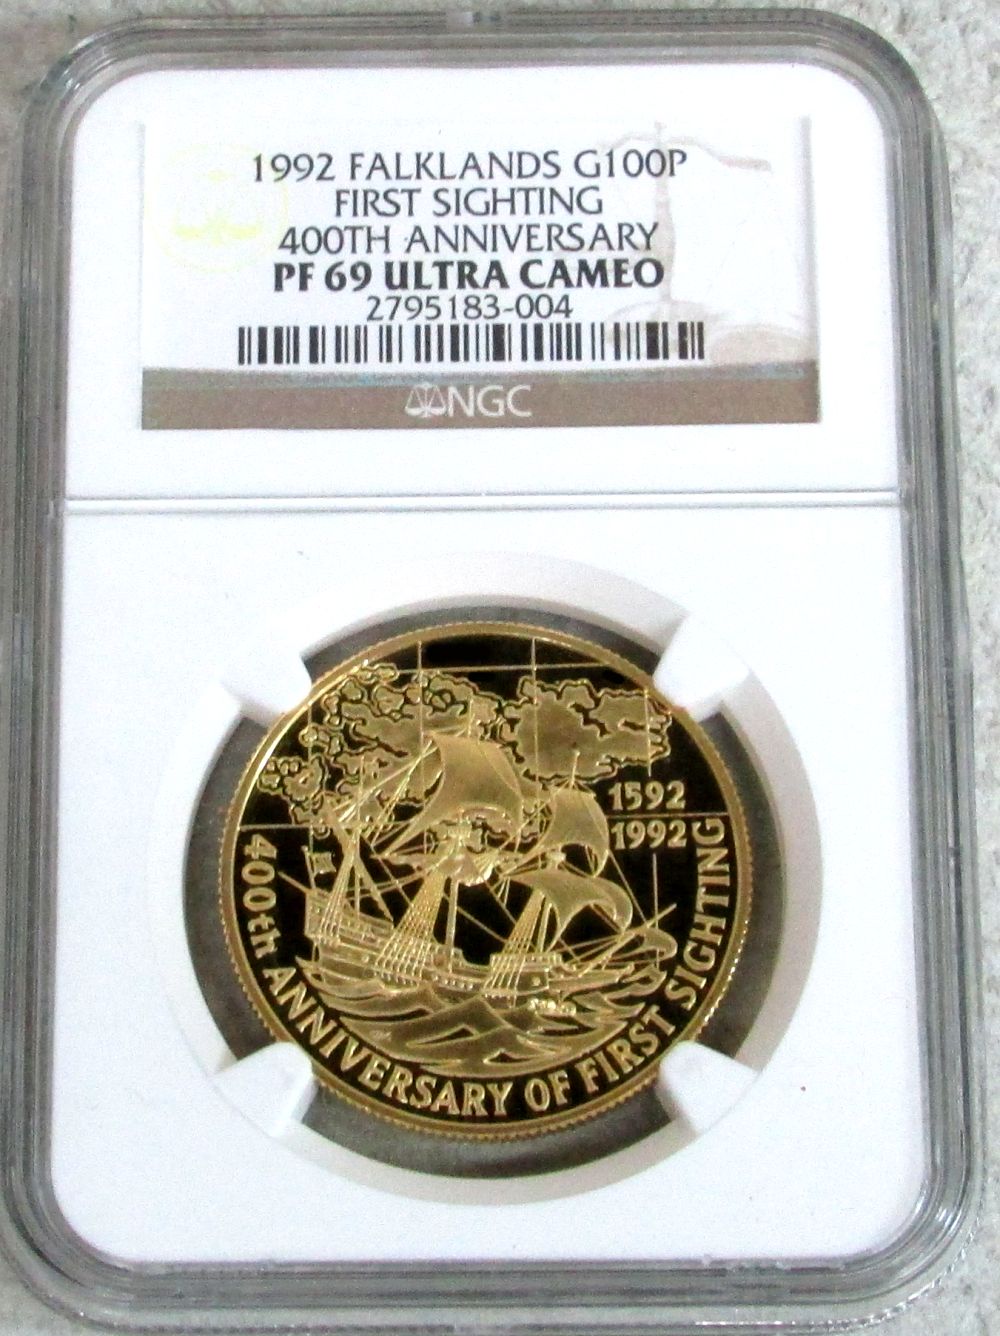 1992 FALKLANDS G100P
FIRST SIGHTING
400TH ANNIVERSARY
PF 69 ULTRA CAMEO
2795183-004
NGC
1592
1992
400th ANNIVERSARY OF FIRST SIGHTING